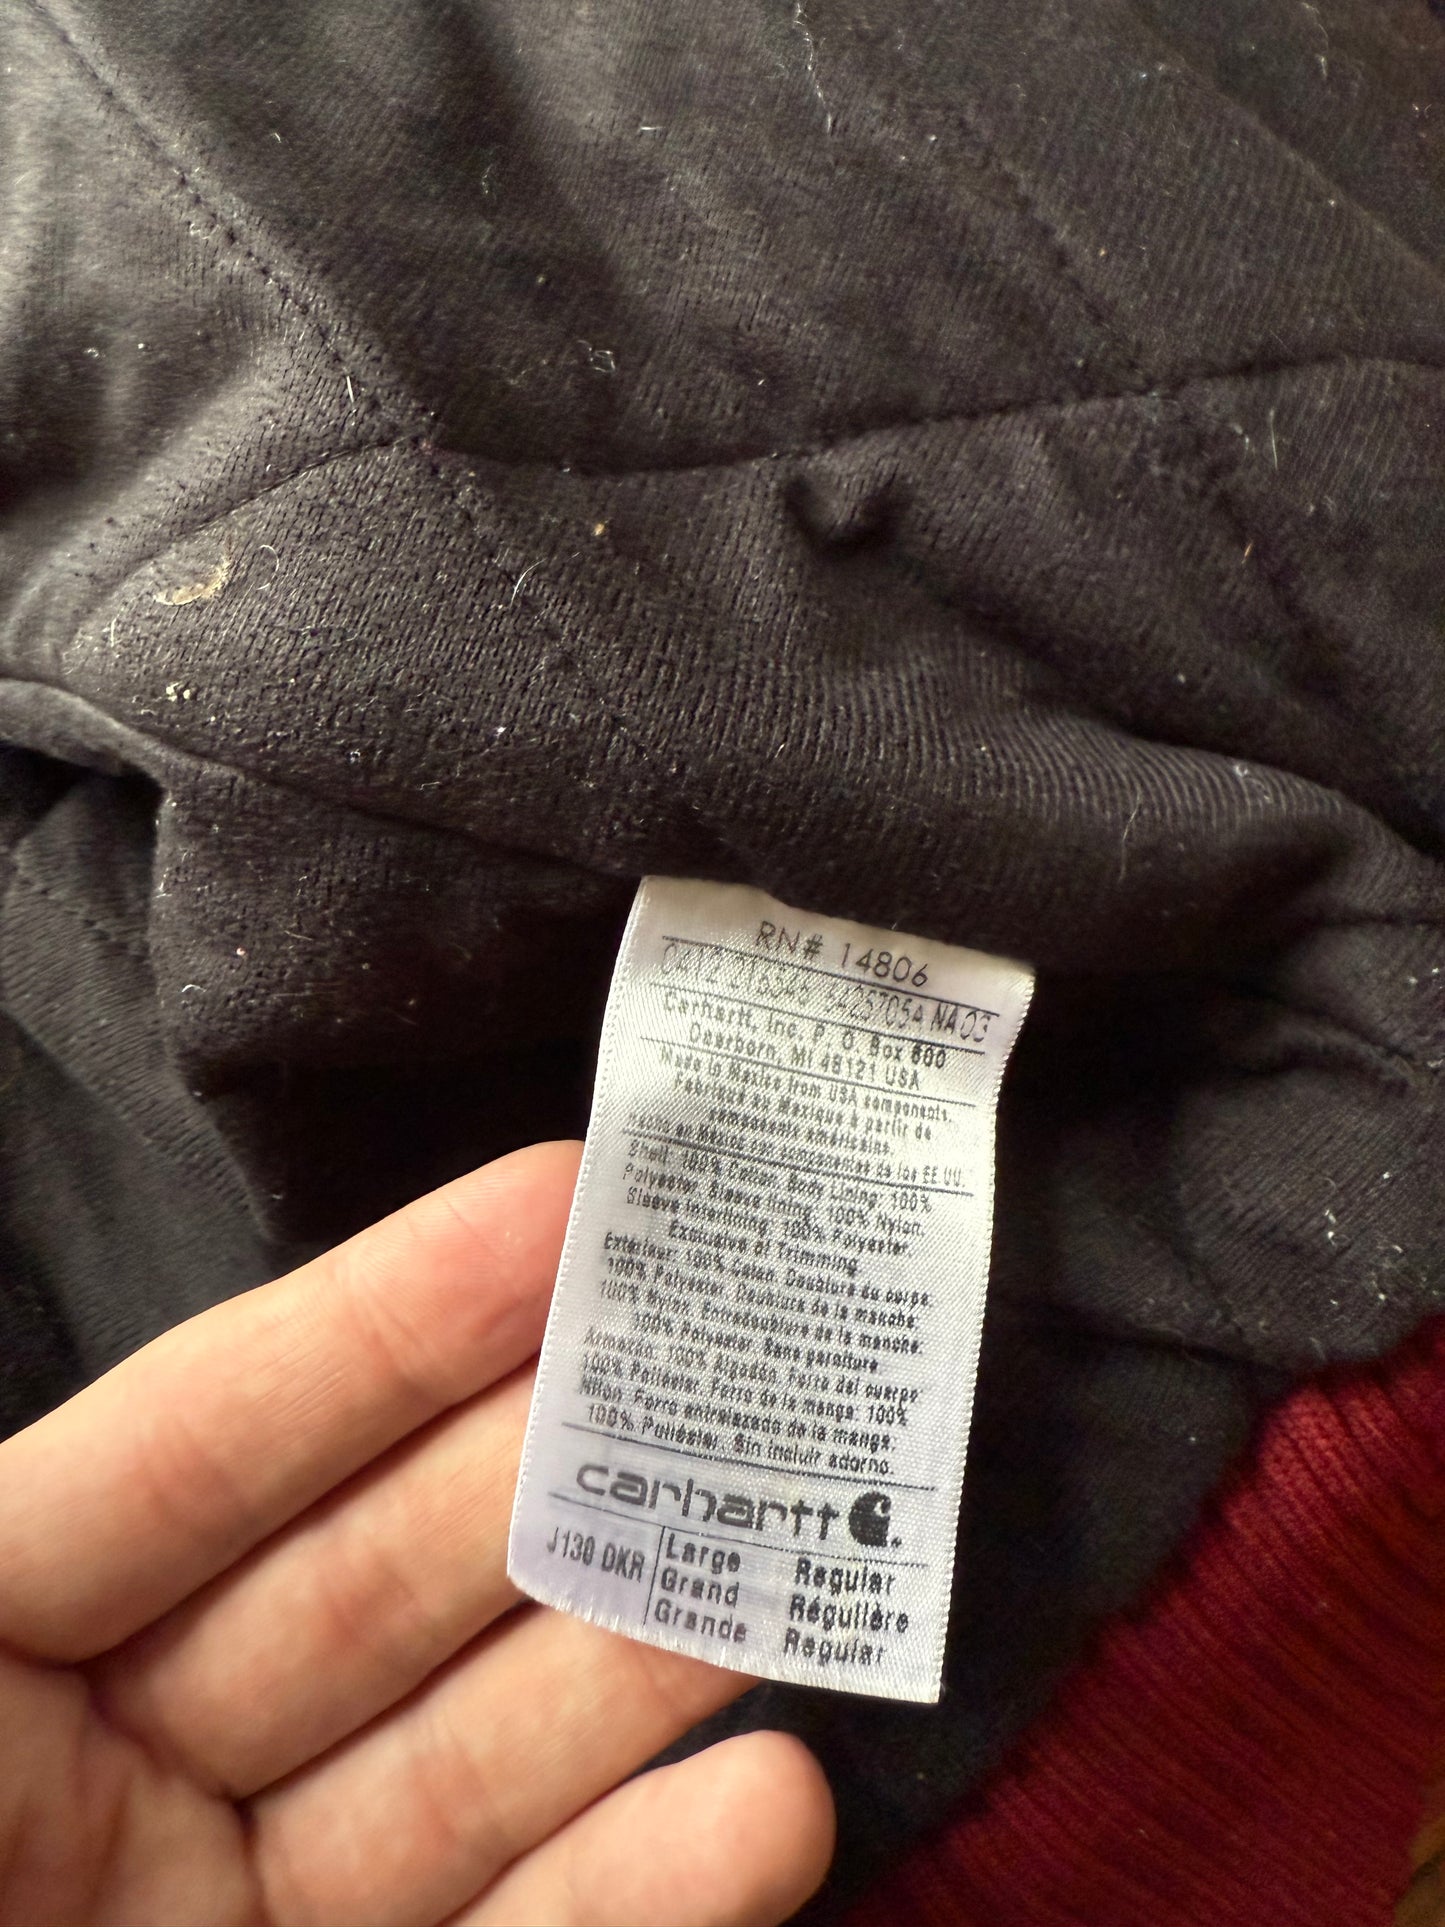 RN# 14806
0412 116346 6426705A NA03
Carhartt, Inc. P. O. Box 600
Dearborn, MI 48121 USA
Made in Mexico from USA components.
Fabriqué au Mexique à partir de
composants américains.
Hecho en México con componentes de los EE.UU.
Shell: 100% Cotton. Body Lining: 100%
Polyester. Sleeve lining: 100% Nylon.
Sleeve Interlining: 100% Polyester.
Exclusive of Trimming
Extérieur: 100% Coton. Doublure du corps:
100% Polyester. Doublure de la manche:
100% Nylon. Entredoublure de la manche:
100% Polyester. Sans garniture
Armazón: 100% Algodón. Forro del cuerpo
100% Poliéster. Forro de la manga: 100%
Nilon. Forro entrelazado de la manga:
100% Poliéster. Sin incluir adorno.
carhartt
J130 DKR
Large Regular
Grand Régulière
Grande Regular